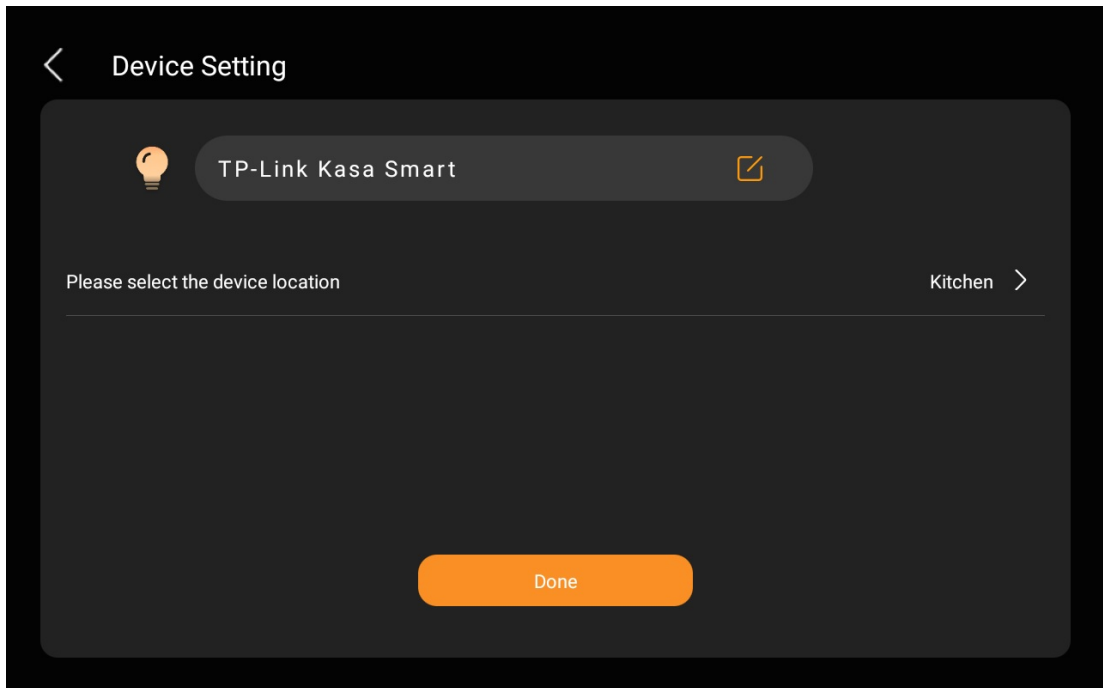 Device Setting
TP-Link Kasa Smart
Please select the device location
Kitchen
Done